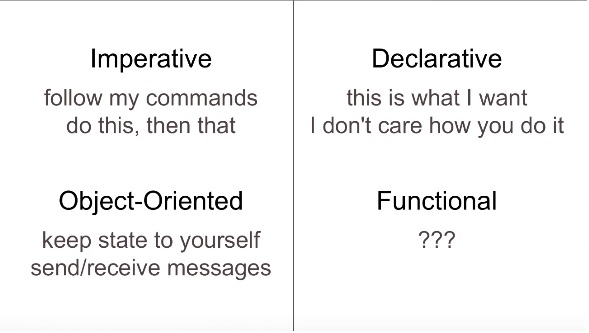 Imperative
follow my commands
do this, then that
Object-Oriented
keep state to yourself
send/receive messages
Declarative
this is what I want
I don't care how you do it
Functional
???